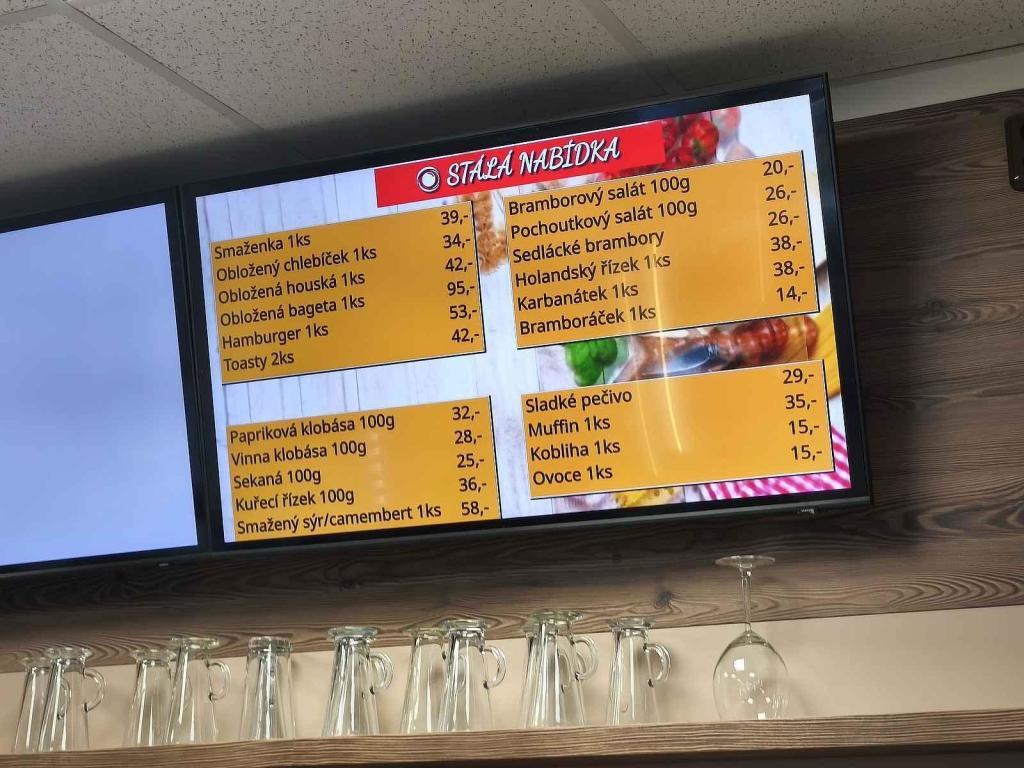 STÁLÁ NABÍDKA
Smaženka 1ks 39,-
Obložený chlebíček 1ks 34,-
Obložená houská 1ks 42,-
Obložená bageta 1ks 95,-
Hamburger 1ks 53,-
Toasty 2ks 42,-
Papriková klobása 100g 32,-
Vinna klobása 100g 28,-
Sekaná 100g 25,-
Kuřecí řízek 100g 36,-
Smažený sýr/camembert 1ks 58,-
Bramborový salát 100g 20,-
Pochoutkový salát 100g 26,-
Sedlácké brambory 26,-
Holandský řízek 1ks 38,-
Karbanátek 1ks 38,-
Bramboráček 1ks 14,-
Sladké pečivo 29,-
Muffin 1ks 35,-
Kobliha 1ks 15,-
Ovoce 1ks 15,-